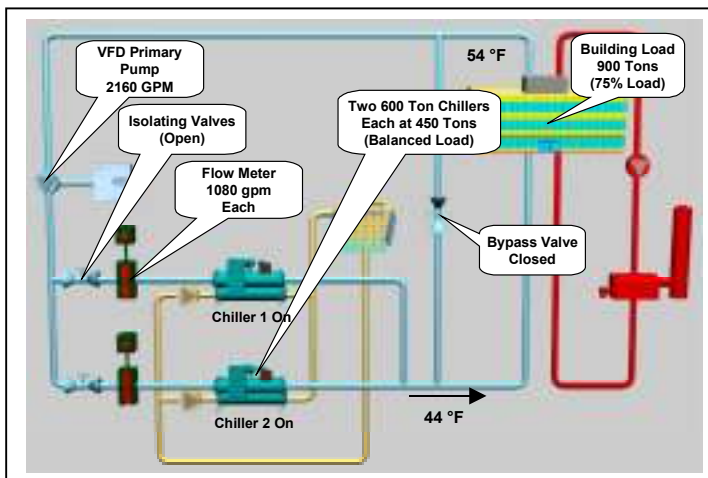 VFD Primary
Pump
2160 GPM
Isolating Valves
(Open)
Flow Meter
1080 gpm
Each
Two 600 Ton Chillers
Each at 450 Tons
(Balanced Load)
54 °F
Building Load
900 Tons
(75% Load)
Bypass Valve
Closed
Chiller 1 On
Chiller 2 On
44 °F